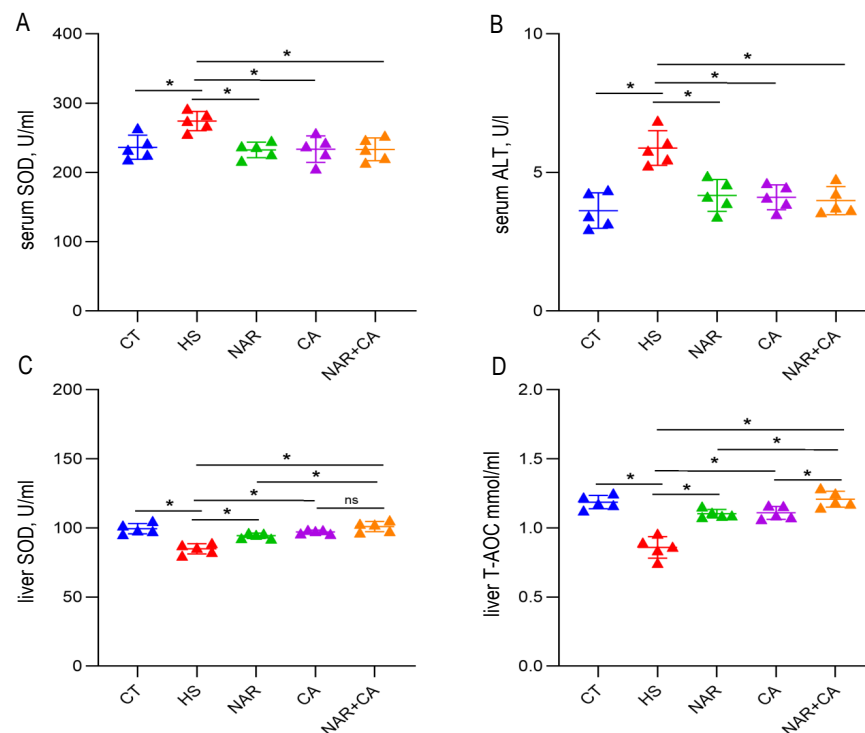 A
serum SOD, U/ml
400
300
200
100
0
* * * *
CT HS NAR CA NAR+CA
B
serum ALT, U/l
10
5
0
* * * *
CT HS NAR CA NAR+CA
C
liver SOD, U/ml
200
150
100
50
0
* * * * * ns
CT HS NAR CA NAR+CA
D
liver T-AOC mmol/ml
2.0
1.5
1.0
0.5
0.0
* * * * * *
CT HS NAR CA NAR+CA